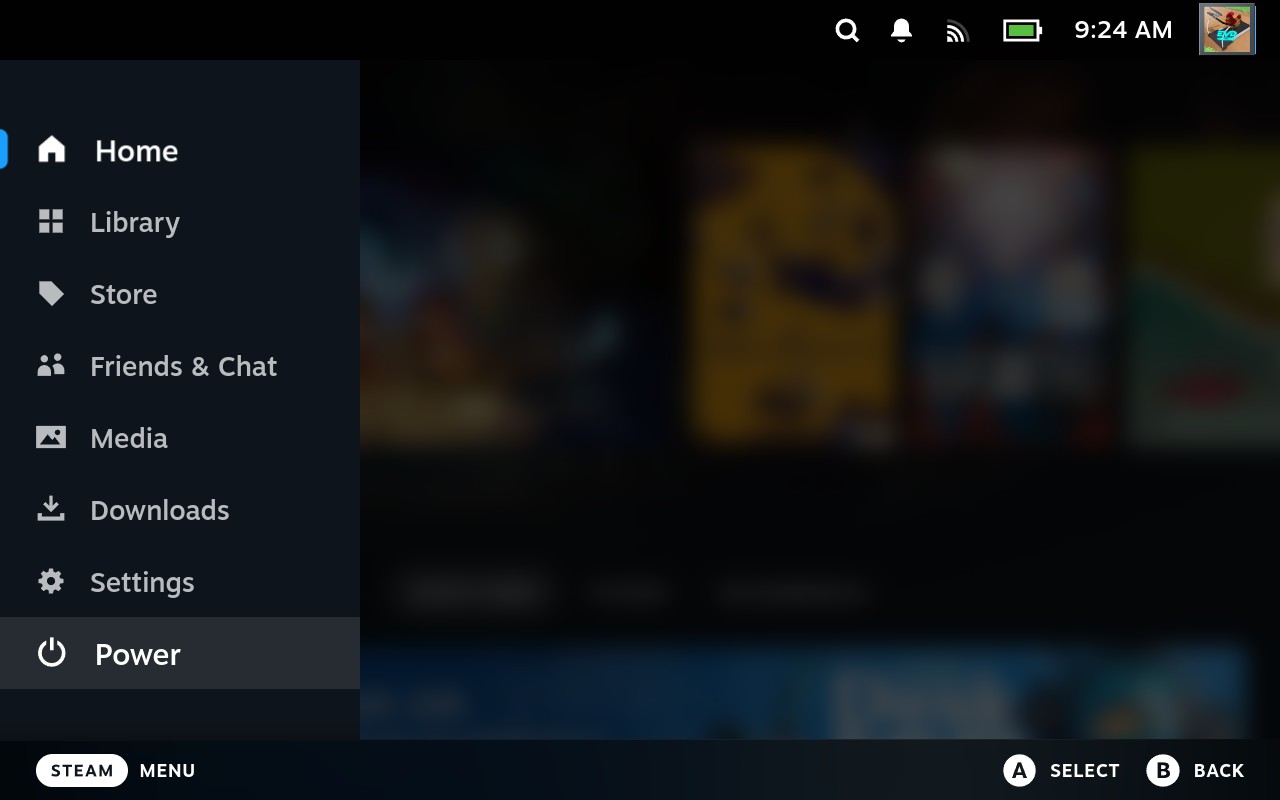 9:24 AM
Home
Library
Store
Friends & Chat
Media
Downloads
Settings
Power
STEAM MENU
A SELECT B BACK